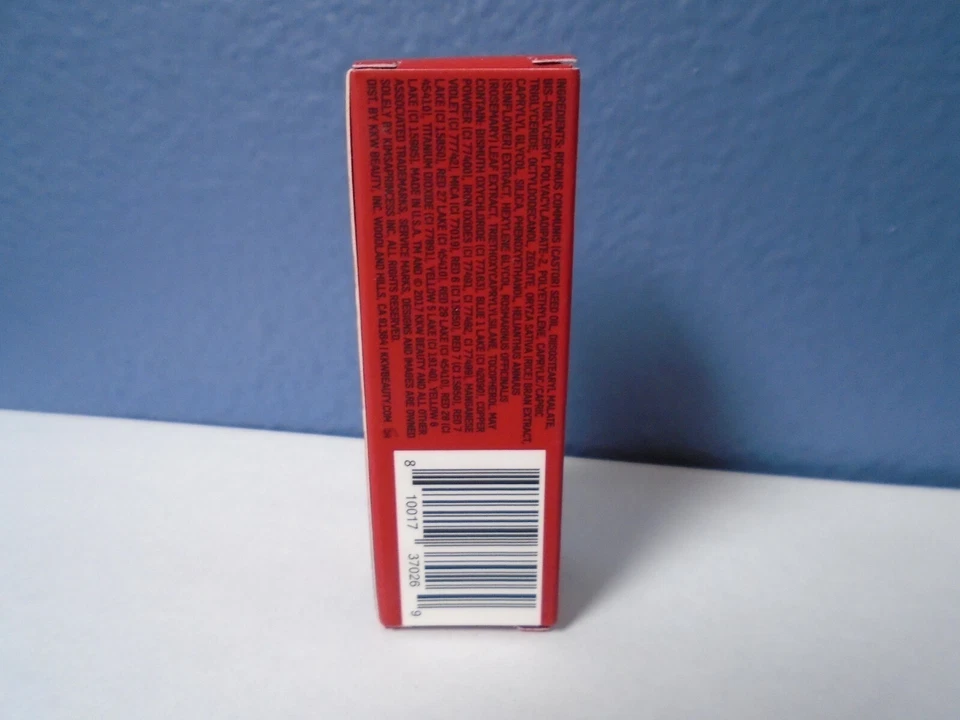 INGREDIENTS: RICINUS COMMUNIS (CASTOR) SEED OIL, DIISOSTEARYL MALATE,
BIS-DIGLYCERYL POLYACYLADIPATE-2, POLYETHYLENE, CAPRYLIC/CAPRIC
TRIGLYCERIDE, OCTYLDODECANOL, ZEOLITE, ORYZA SATIVA (RICE) BRAN EXTRACT,
CAPRYLYL GLYCOL, SILICA, PHENOXYETHANOL, HELIANTHUS ANNUUS
(SUNFLOWER) EXTRACT, HEXYLENE GLYCOL, ROSMARINUS OFFICINALIS
(ROSEMARY) LEAF EXTRACT, TRIETHOXYCAPRYLYLSILANE, TOCOPHEROL. MAY
CONTAIN: BISMUTH OXYCHLORIDE (CI 77163), BLUE 1 LAKE (CI 42090), COPPER
POWDER (CI 77400), IRON OXIDES (CI 77491, CI 77492, CI 77499), MANGANESE
VIOLET (CI 77742), MICA (CI 77019), RED 6 (CI 15850), RED 7 (CI 15850), RED 7
LAKE (CI 15850), RED 27 LAKE (CI 45410), RED 28 LAKE (CI 45410), RED 28 (CI
45410), TITANIUM DIOXIDE (CI 77891), YELLOW 5 LAKE (CI 19140), YELLOW 6
LAKE (CI 15985). MADE IN U.S.A. TM AND © 2017 KKW BEAUTY AND ALL OTHER
ASSOCIATED TRADEMARKS, SERVICE MARKS, DESIGNS AND IMAGES ARE OWNED
SOLELY BY KIMSAPRINCESS INC. ALL RIGHTS RESERVED.
DIST. BY KKW BEAUTY, INC. WOODLAND HILLS, CA 91364 | KKWBEAUTY.COM
8 10017 37026 9